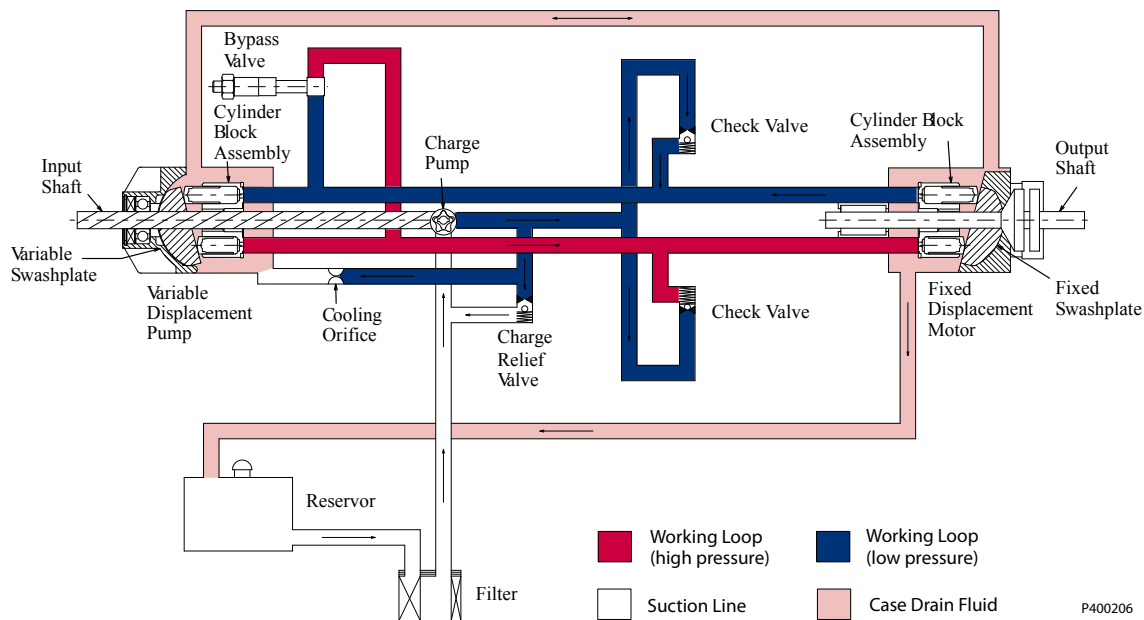 Bypass
Valve
Cylinder
Block
Assembly
Input
Shaft
Charge
Pump
Check Valve
Cylinder Block
Assembly
Output
Shaft
Variable
Swashplate
Variable
Displacement
Pump
Cooling
Orifice
Charge
Relief
Valve
Check Valve
Fixed
Displacement
Motor
Fixed
Swashplate
Reservor
Filter
Working Loop
(high pressure)
Working Loop
(low pressure)
Suction Line
Case Drain Fluid
P400206